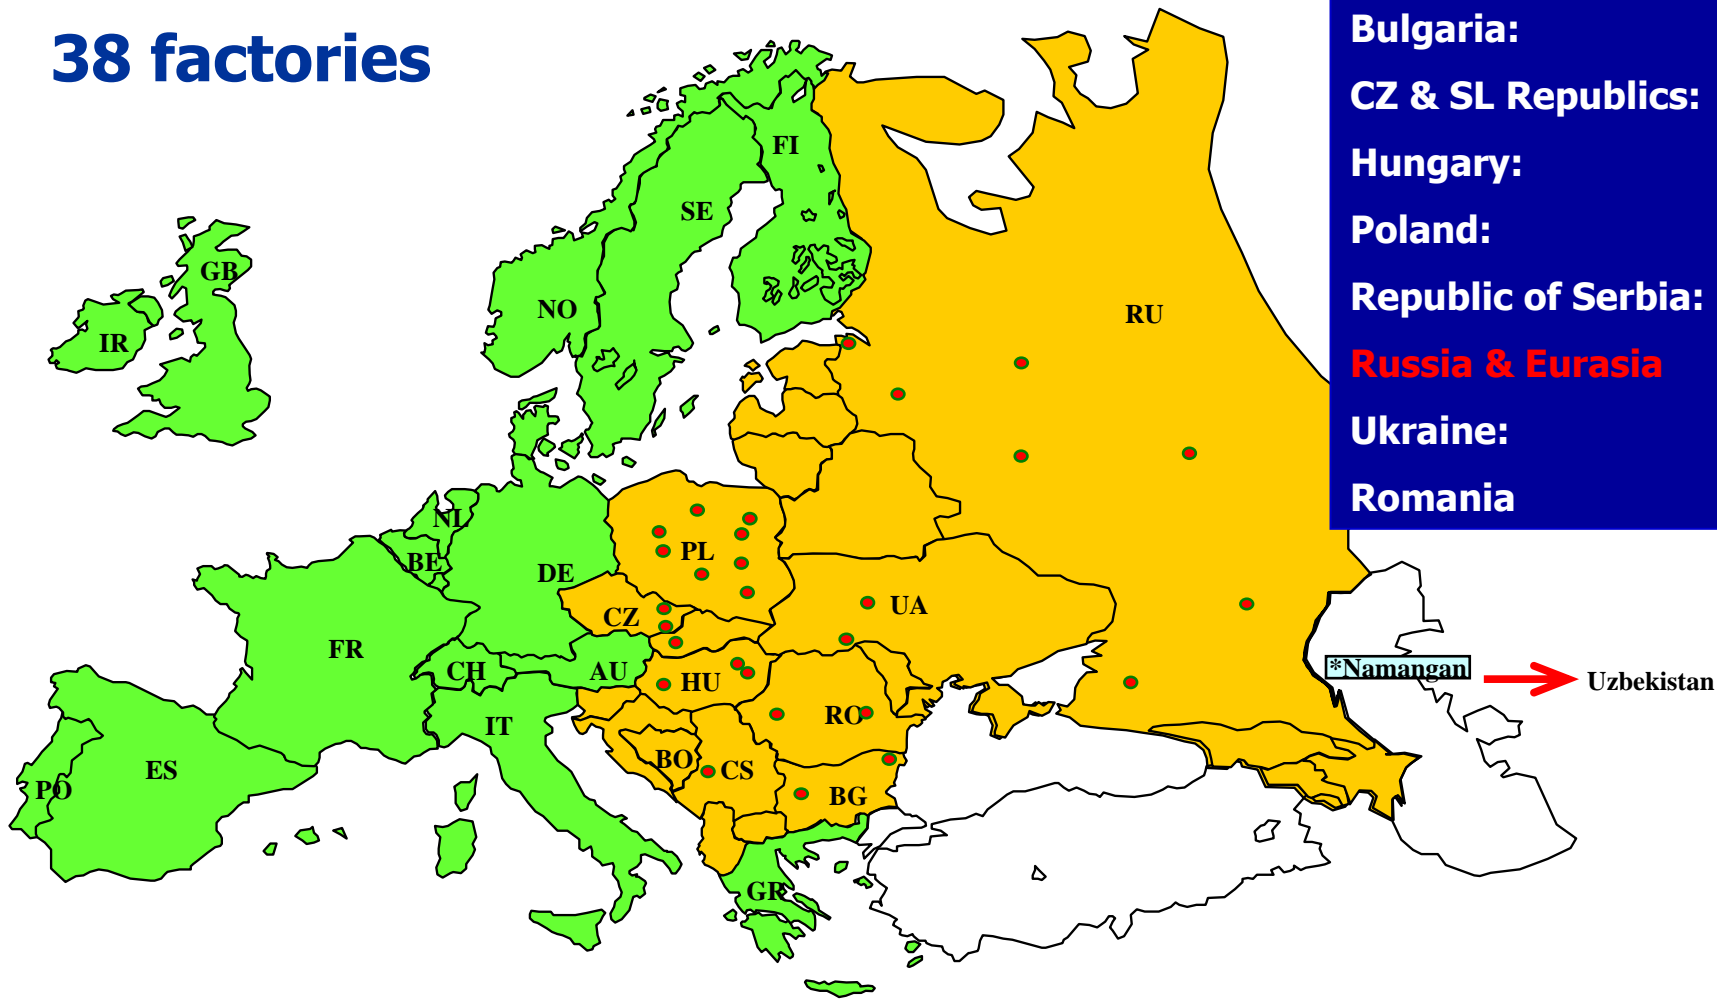 38 factories
Bulgaria:
CZ & SL Republics:
Hungary:
Poland:
Republic of Serbia:
Russia & Eurasia
Ukraine:
Romania
FI
SE
GB
NO
RU
IR
NL
PL
BE
DE
UA
CZ
FR
CH
AU
HU
*Namangan
Uzbekistan
RO
IT
BO
CS
ES
PO
BG
GR